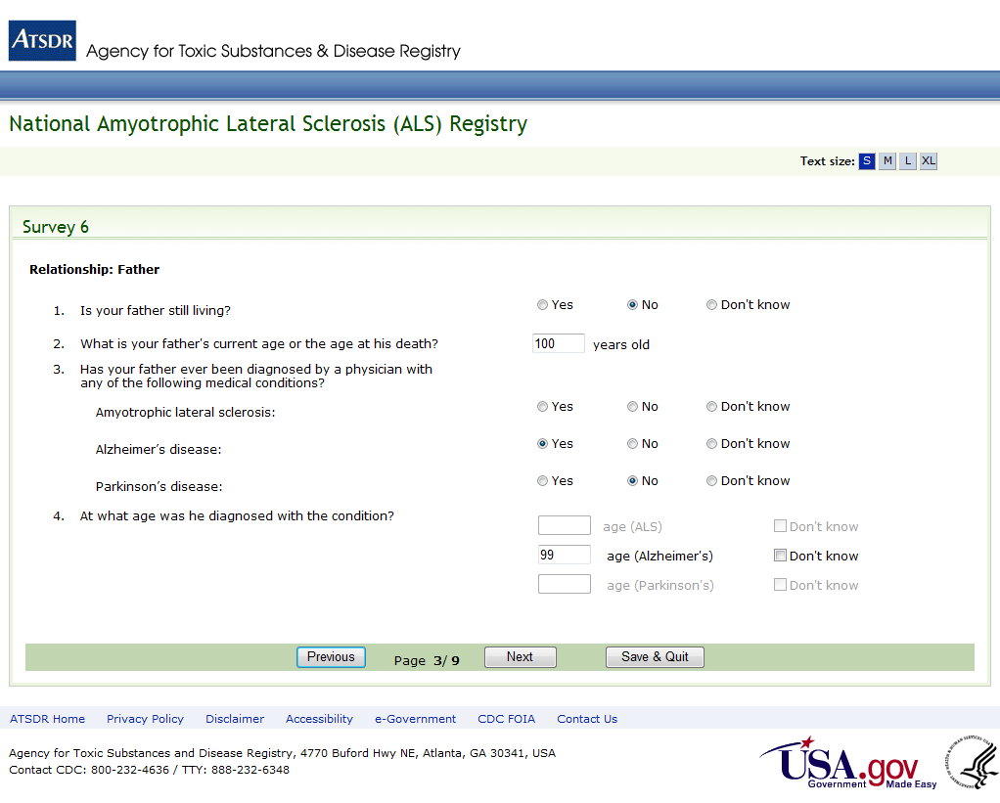 ATSDR
Agency for Toxic Substances & Disease Registry
National Amyotrophic Lateral Sclerosis (ALS) Registry
Text size: S M L XL
Survey 6
Relationship: Father
1. Is your father still living? Yes No Don't know
2. What is your father's current age or the age at his death? 100 years old
3. Has your father ever been diagnosed by a physician with
any of the following medical conditions?
Amyotrophic lateral sclerosis: Yes No Don't know
Alzheimer's disease: Yes No Don't know
Parkinson's disease: Yes No Don't know
4. At what age was he diagnosed with the condition?
age (ALS) Don't know
99 age (Alzheimer's) Don't know
age (Parkinson's) Don't know
Previous Page 3/ 9 Next Save & Quit
ATSDR Home Privacy Policy Disclaimer Accessibility e-Government CDC FOIA Contact Us
Agency for Toxic Substances and Disease Registry, 4770 Buford Hwy NE, Atlanta, GA 30341, USA
Contact CDC: 800-232-4636 / TTY: 888-232-6348
USA.gov
Government Made Easy